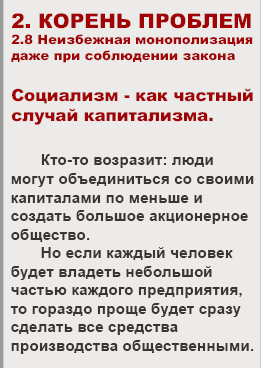 2. КОРЕНЬ ПРОБЛЕМ
2.8 Неизбежная монополизация
даже при соблюдении закона
Социализм - как частный
случай капитализма.
Кто-то возразит: люди
могут объединиться со своими
капиталами по меньше и
создать большое акционерное
общество.
Но если каждый человек
будет владеть небольшой
частью каждого предприятия,
то гораздо проще будет сразу
сделать все средства
производства общественными.